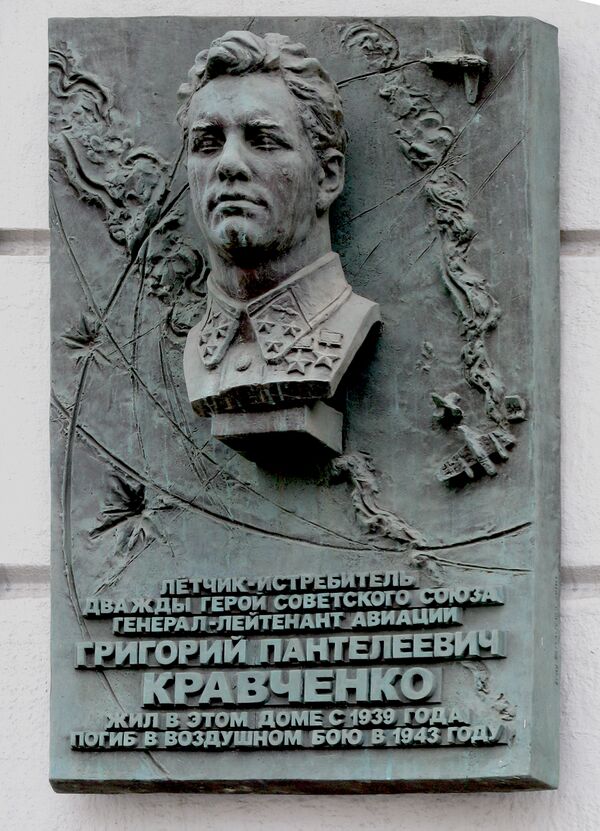 ЛЕТЧИК-ИСТРЕБИТЕЛЬ
ДВАЖДЫ ГЕРОЙ СОВЕТСКОГО СОЮЗА
ГЕНЕРАЛ-ЛЕЙТЕНАНТ АВИАЦИИ
ГРИГОРИЙ ПАНТЕЛЕЕВИЧ
КРАВЧЕНКО
ЖИЛ В ЭТОМ ДОМЕ С 1939 ГОДА
ПОГИБ В ВОЗДУШНОМ БОЮ В 1943 ГОДУ